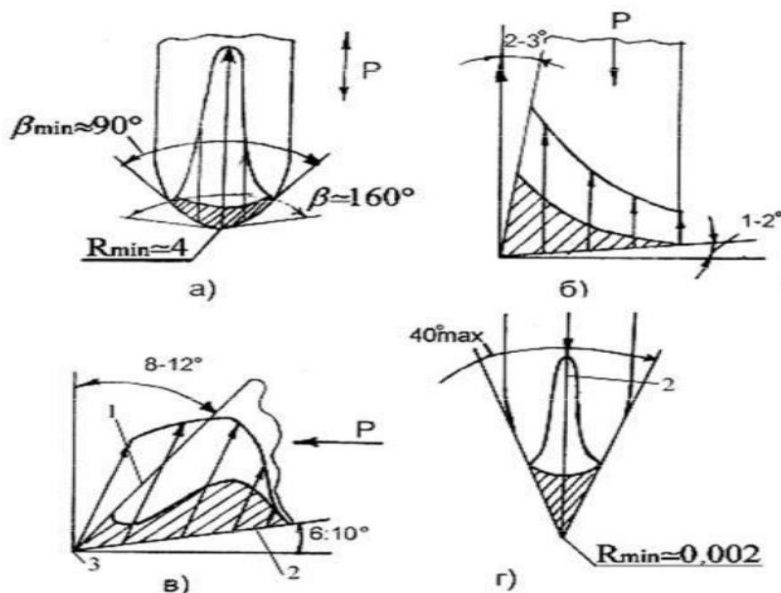 P
βmin≈90°
β≈160°
Rmin≈4
а)
2-3°
P
1-2°
б)
8-12°
1
P
6:10°
3
2
в)
40°max
2
Rmin≈0,002
г)